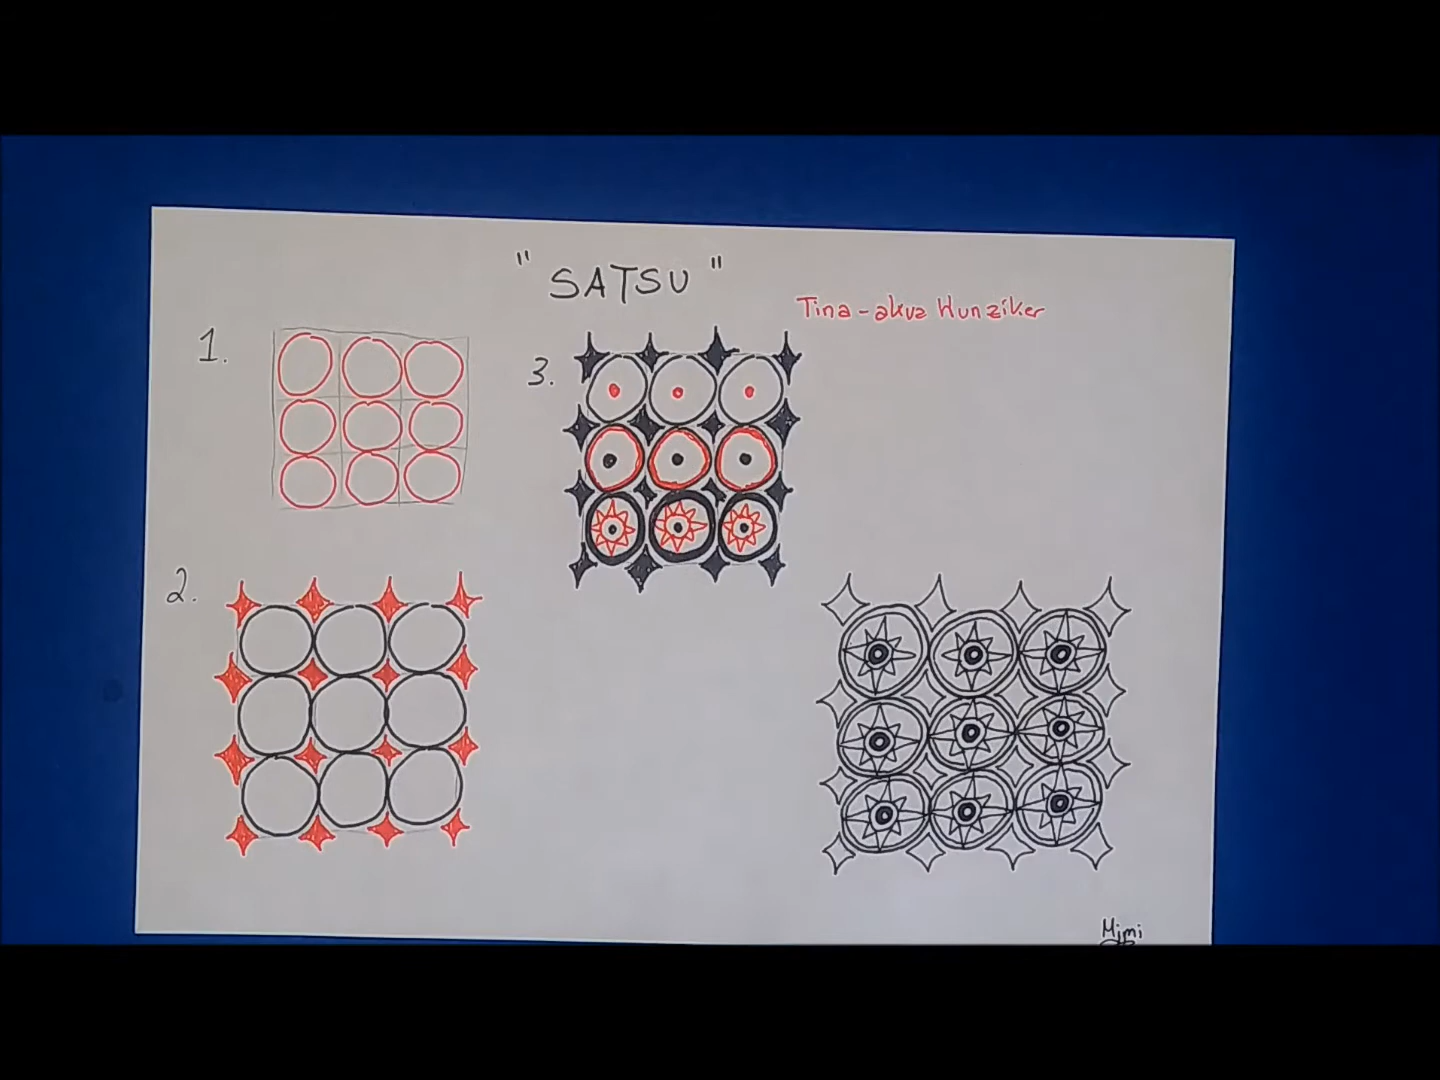 "SATSU"
Tina-akua Hunziker
1.
3.
2.
Mimi